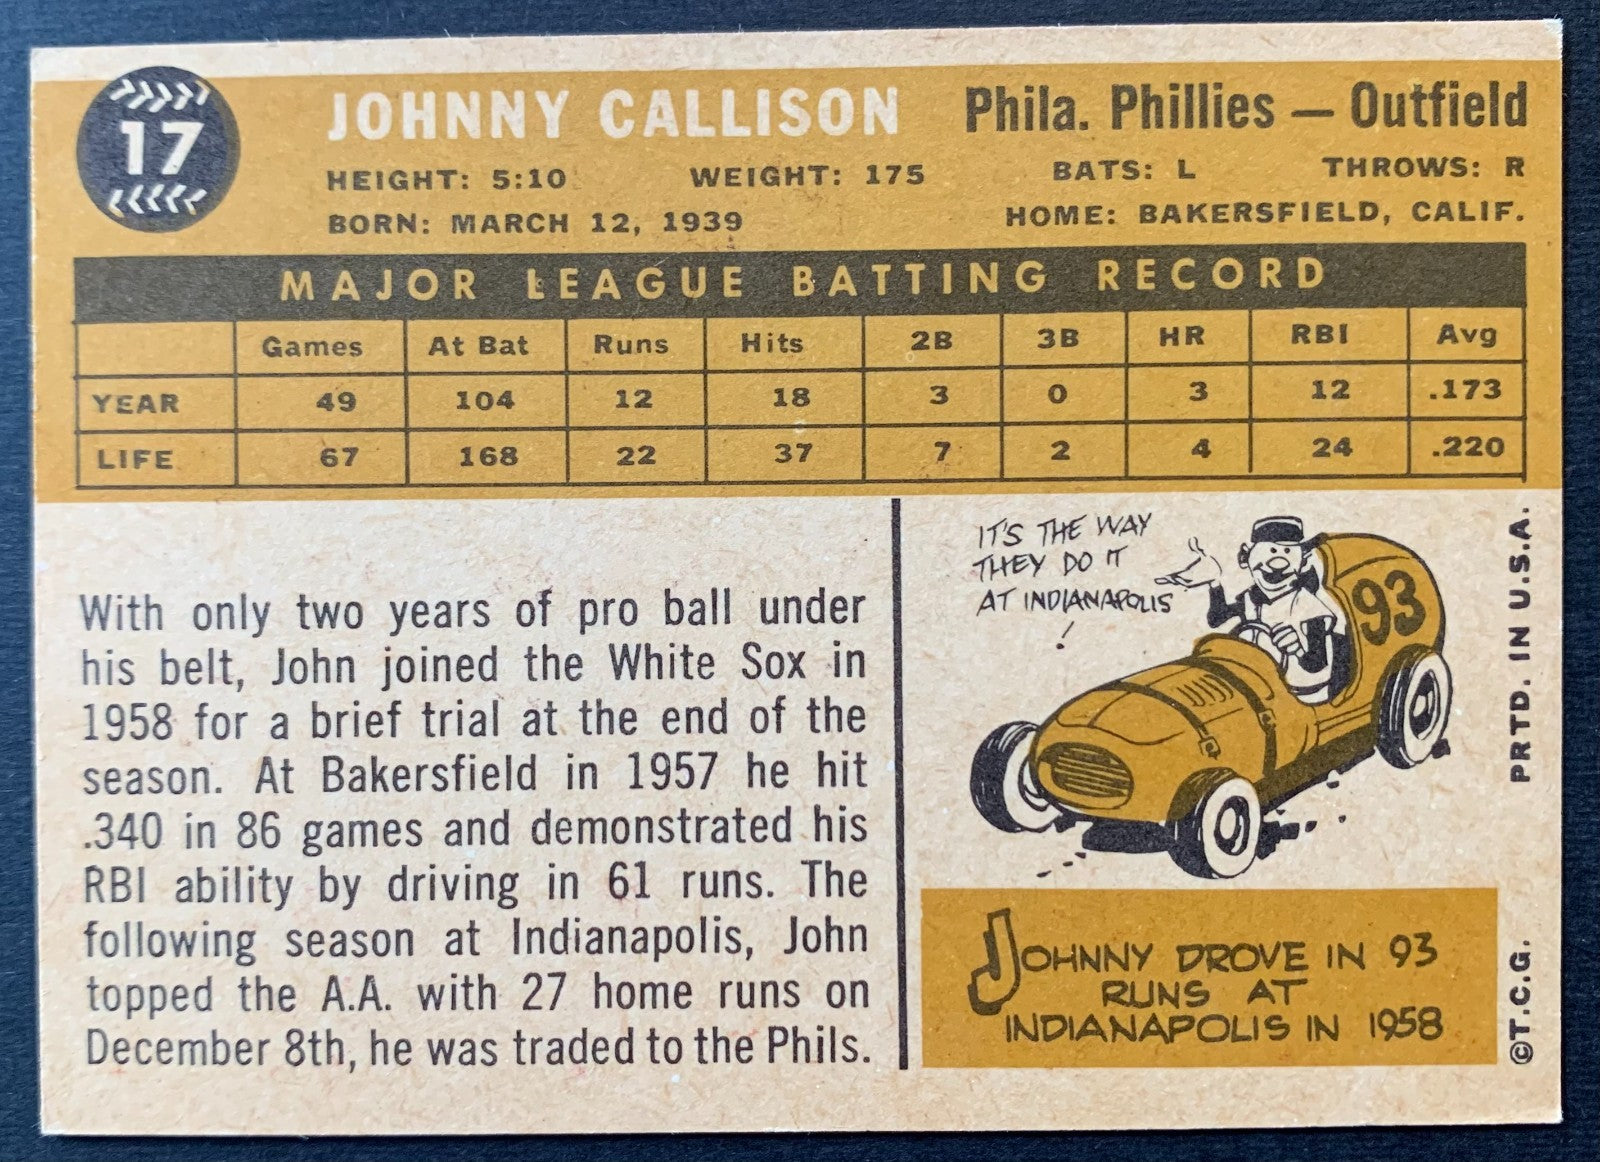 17
JOHNNY CALLISON Phila. Phillies — Outfield
HEIGHT: 5:10 WEIGHT: 175 BATS: L THROWS: R
BORN: MARCH 12, 1939 HOME: BAKERSFIELD, CALIF.
MAJOR LEAGUE BATTING RECORD
Games At Bat Runs Hits 2B 3B HR RBI Avg
YEAR 49 104 12 18 3 0 3 12 .173
LIFE 67 168 22 37 7 2 4 24 .220
With only two years of pro ball under
his belt, John joined the White Sox in
1958 for a brief trial at the end of the
season. At Bakersfield in 1957 he hit
.340 in 86 games and demonstrated his
RBI ability by driving in 61 runs. The
following season at Indianapolis, John
topped the A.A. with 27 home runs on
December 8th, he was traded to the Phils.
IT'S THE WAY
THEY DO IT
AT INDIANAPOLIS
!
93
JOHNNY DROVE IN 93
RUNS AT
INDIANAPOLIS IN 1958
©T.C.G. PRTD. IN U.S.A.